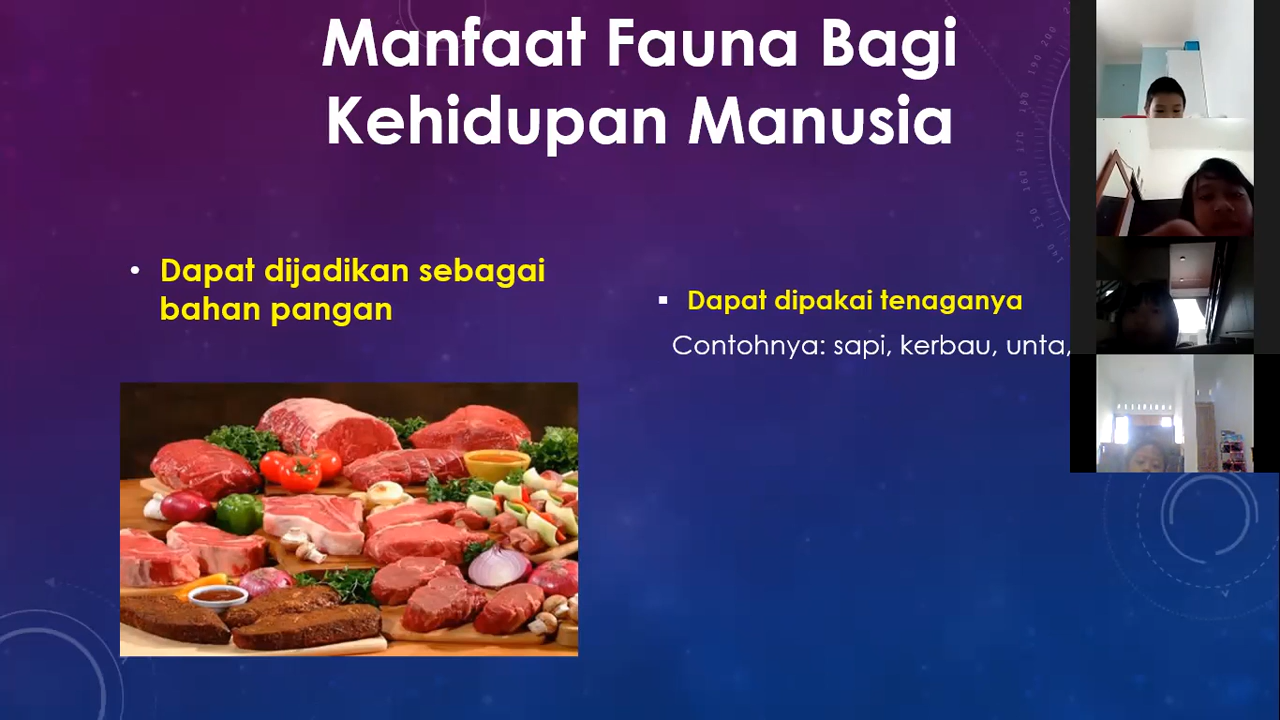 Manfaat Fauna Bagi
Kehidupan Manusia
• Dapat dijadikan sebagai
bahan pangan
▪ Dapat dipakai tenaganya
Contohnya: sapi, kerbau, unta,